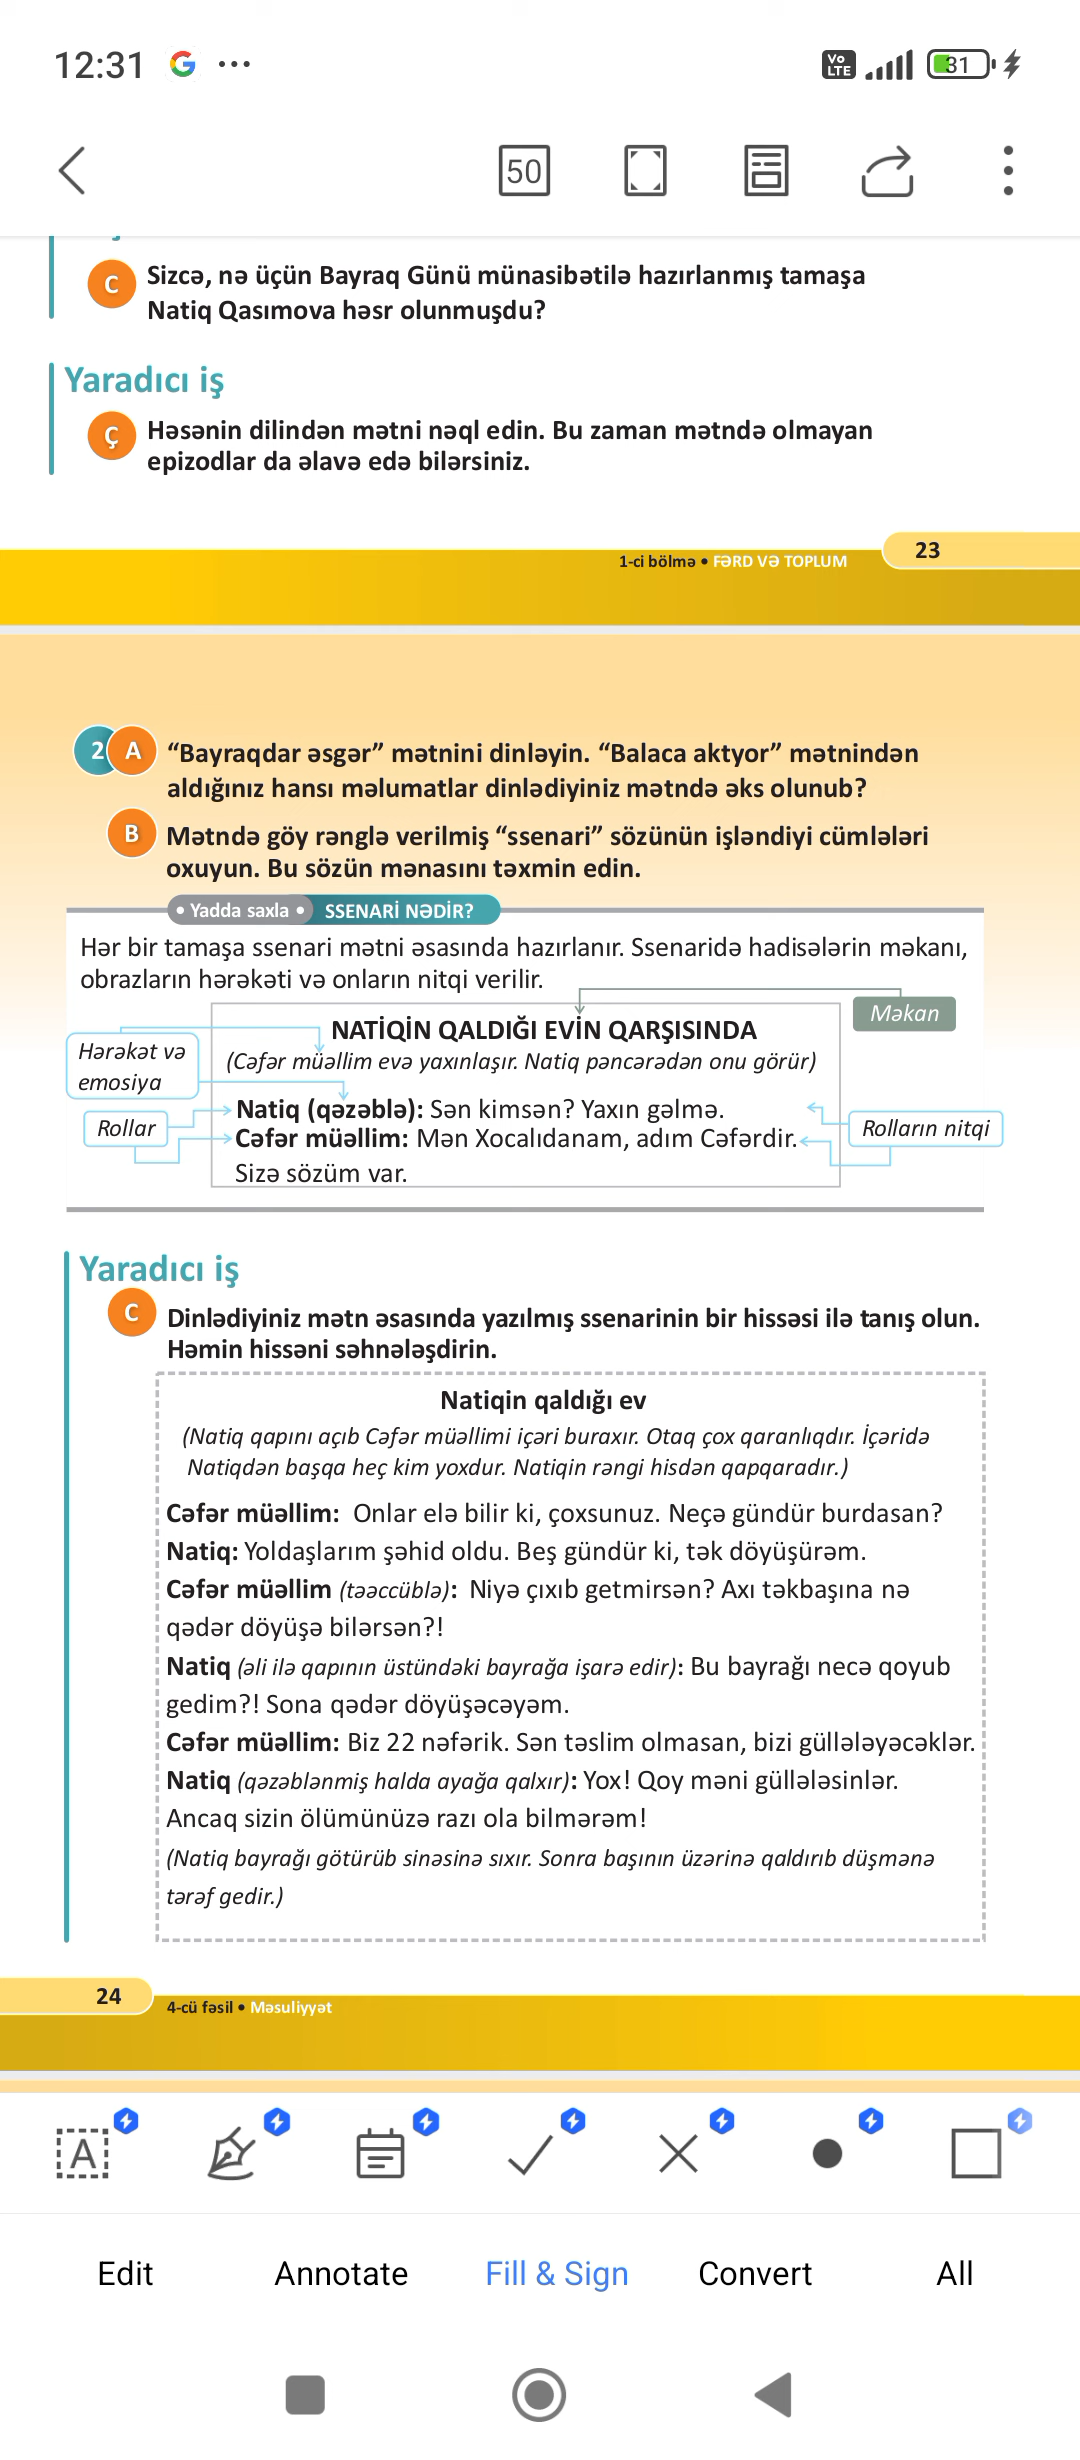 12:31
Vo
LTE
31
50
C
Sizcə, nə üçün Bayraq Günü münasibətilə hazırlanmış tamaşa
Natiq Qasımova həsr olunmuşdu?
Yaradıcı iş
Ç
Həsənin dilindən mətni nəql edin. Bu zaman mətndə olmayan
epizodlar da əlavə edə bilərsiniz.
1-ci bölmə • FƏRD VƏ TOPLUM
23
2 A
“Bayraqdar əsgər” mətnini dinləyin. “Balaca aktyor” mətnindən
aldığınız hansı məlumatlar dinlədiyiniz mətndə əks olunub?
B
Mətndə göy rənglə verilmiş “ssenari” sözünün işləndiyi cümlələri
oxuyun. Bu sözün mənasını təxmin edin.
• Yadda saxla • SSENARİ NƏDİR?
Hər bir tamaşa ssenari mətni əsasında hazırlanır. Ssenaridə hadisələrin məkanı,
obrazların hərəkəti və onların nitqi verilir.
Məkan
NATİQİN QALDIĞI EVİN QARŞISINDA
Hərəkət və
emosiya
(Cəfər müəllim evə yaxınlaşır. Natiq pəncərədən onu görür)
Natiq (qəzəblə): Sən kimsən? Yaxın gəlmə.
Rollar
Rolların nitqi
Cəfər müəllim: Mən Xocalıdanam, adım Cəfərdir.
Sizə sözüm var.
Yaradıcı iş
C
Dinlədiyiniz mətn əsasında yazılmış ssenarinin bir hissəsi ilə tanış olun.
Həmin hissəni səhnələşdirin.
Natiqin qaldığı ev
(Natiq qapını açıb Cəfər müəllimi içəri buraxır. Otaq çox qaranlıqdır. İçəridə
Natiqdən başqa heç kim yoxdur. Natiqin rəngi hisdən qapqaradır.)
Cəfər müəllim: Onlar elə bilir ki, çoxsunuz. Neçə gündür burdasan?
Natiq: Yoldaşlarım şəhid oldu. Beş gündür ki, tək döyüşürəm.
Cəfər müəllim (təəccüblə): Niyə çıxıb getmirsən? Axı təkbaşına nə
qədər döyüşə bilərsən?!
Natiq (əli ilə qapının üstündəki bayrağa işarə edir): Bu bayrağı necə qoyub
gedim?! Sona qədər döyüşəcəyəm.
Cəfər müəllim: Biz 22 nəfərik. Sən təslim olmasan, bizi güllələyəcəklər.
Natiq (qəzəblənmiş halda ayağa qalxır): Yox! Qoy məni güllələsinlər.
Ancaq sizin ölümünüzə razı ola bilmərəm!
(Natiq bayrağı götürüb sinəsinə sıxır. Sonra başının üzərinə qaldırıb düşmənə
tərəf gedir.)
24
4-cü fəsil • Məsuliyyət
A
Edit
Annotate
Fill & Sign
Convert
All